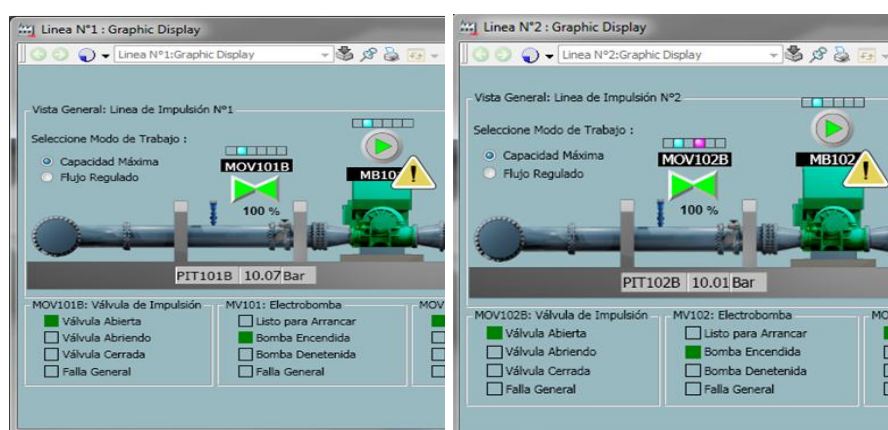 Linea N°1 : Graphic Display
Linea N°1:Graphic Display
Vista General: Linea de Impulsión N°1
Seleccione Modo de Trabajo :
Capacidad Máxima
Flujo Regulado
MOV101B
100 %
MB10
PIT101B 10.07 Bar
MOV101B: Válvula de Impulsión
Válvula Abierta
Válvula Abriendo
Válvula Cerrada
Falla General
MV101: Electrobomba
Listo para Arrancar
Bomba Encendida
Bomba Denetenida
Falla General
MOV
Linea N°2 : Graphic Display
Linea N°2:Graphic Display
Vista General: Linea de Impulsión N°2
Seleccione Modo de Trabajo :
Capacidad Máxima
Flujo Regulado
MOV102B
100 %
MB102
PIT102B 10.01 Bar
MOV102B: Válvula de Impulsión
Válvula Abierta
Válvula Abriendo
Válvula Cerrada
Falla General
MV102: Electrobomba
Listo para Arrancar
Bomba Encendida
Bomba Denetenida
Falla General
MO